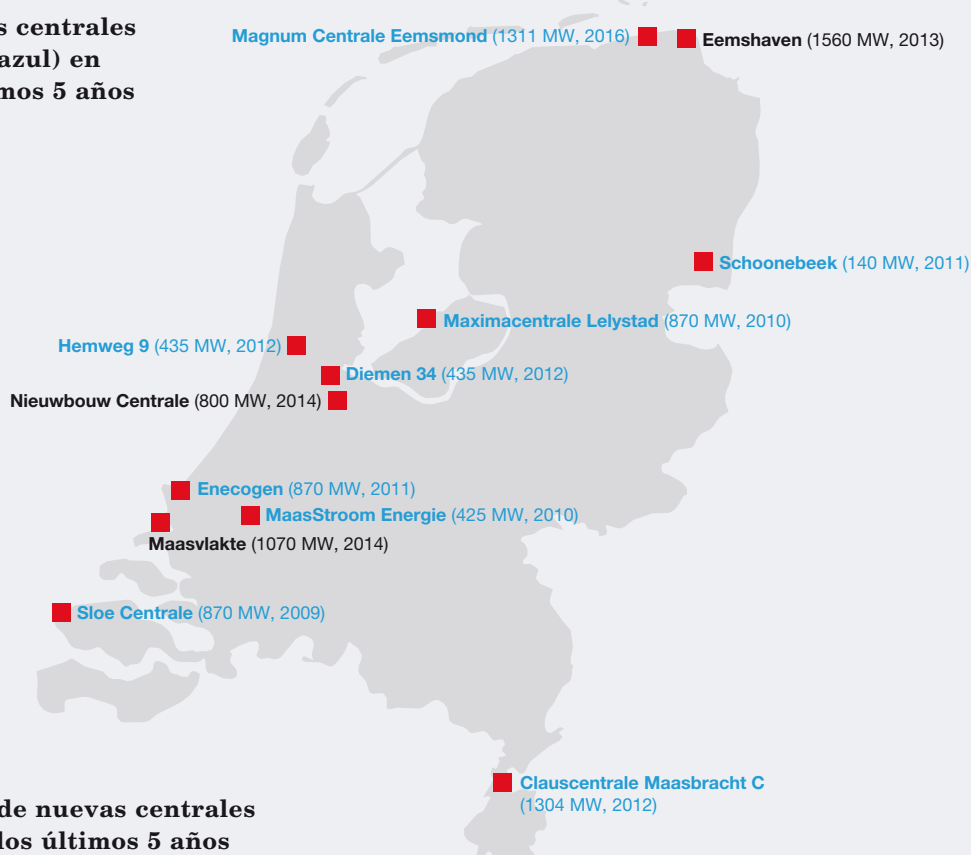 s centrales
azul) en
mos 5 años
Magnum Centrale Eemsmond (1311 MW, 2016)
Eemshaven (1560 MW, 2013)
Schoonebeek (140 MW, 2011)
Maximacentrale Lelystad (870 MW, 2010)
Hemweg 9 (435 MW, 2012)
Diemen 34 (435 MW, 2012)
Nieuwbouw Centrale (800 MW, 2014)
Enecogen (870 MW, 2011)
MaasStroom Energie (425 MW, 2010)
Maasvlakte (1070 MW, 2014)
Sloe Centrale (870 MW, 2009)
Clauscentrale Maasbracht C
(1304 MW, 2012)
de nuevas centrales
los últimos 5 años